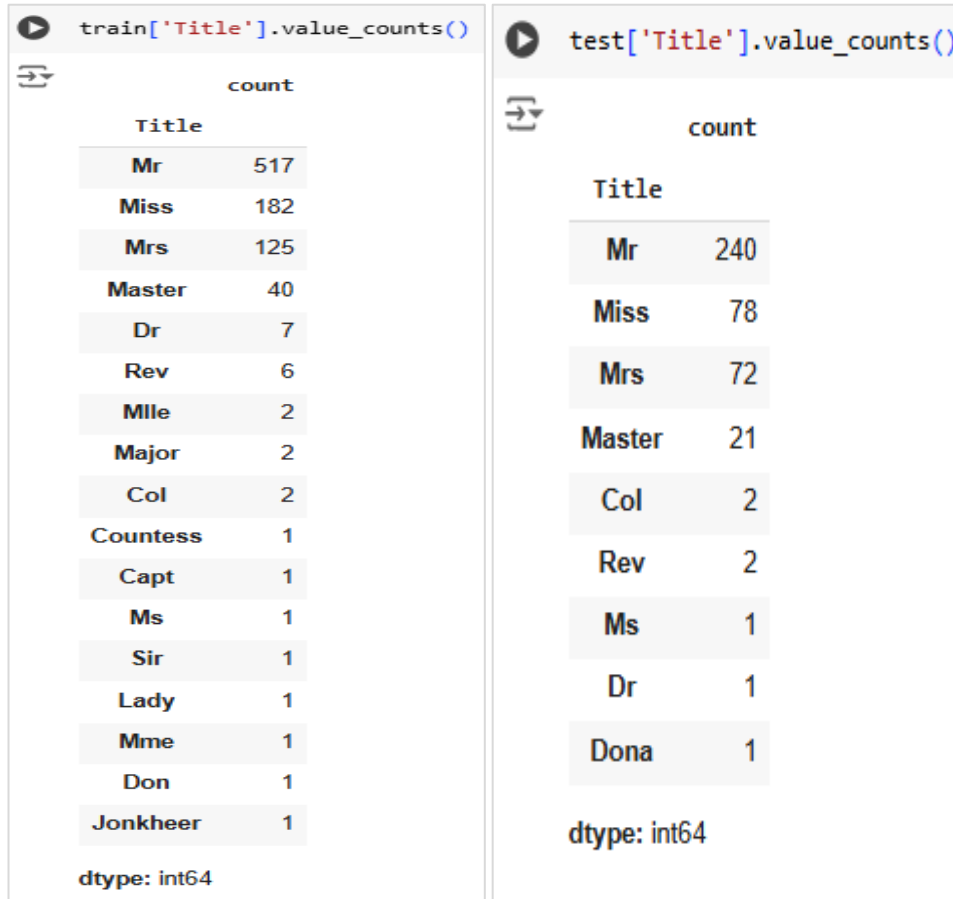 train['Title'].value_counts()
count
Title
Mr 517
Miss 182
Mrs 125
Master 40
Dr 7
Rev 6
Mlle 2
Major 2
Col 2
Countess 1
Capt 1
Ms 1
Sir 1
Lady 1
Mme 1
Don 1
Jonkheer 1
dtype: int64
test['Title'].value_counts()
count
Title
Mr 240
Miss 78
Mrs 72
Master 21
Col 2
Rev 2
Ms 1
Dr 1
Dona 1
dtype: int64